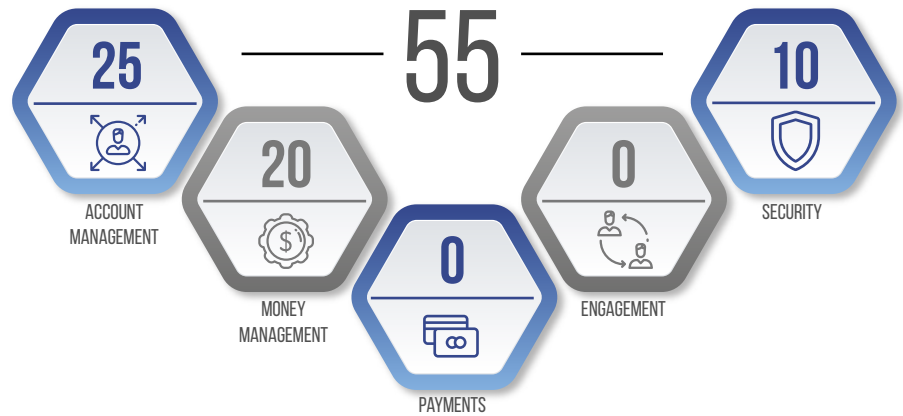 55
25
ACCOUNT
MANAGEMENT
20
$
MONEY
MANAGEMENT
0
PAYMENTS
0
ENGAGEMENT
10
SECURITY